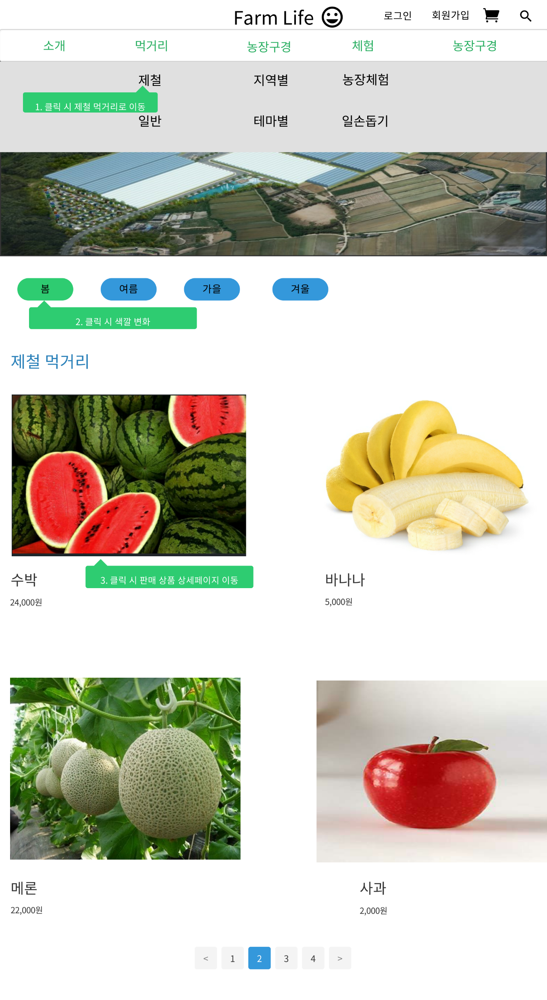 Farm Life
로그인
회원가입
소개
먹거리
농장구경
체험
농장구경
제철
지역별
농장체험
1. 클릭 시 제철 먹거리로 이동
일반
테마별
일손돕기
봄
여름
가을
겨울
2. 클릭 시 색깔 변화
제철 먹거리
수박
3. 클릭 시 판매 상품 상세페이지 이동
24,000원
바나나
5,000원
메론
22,000원
사과
2,000원
< 1 2 3 4 >